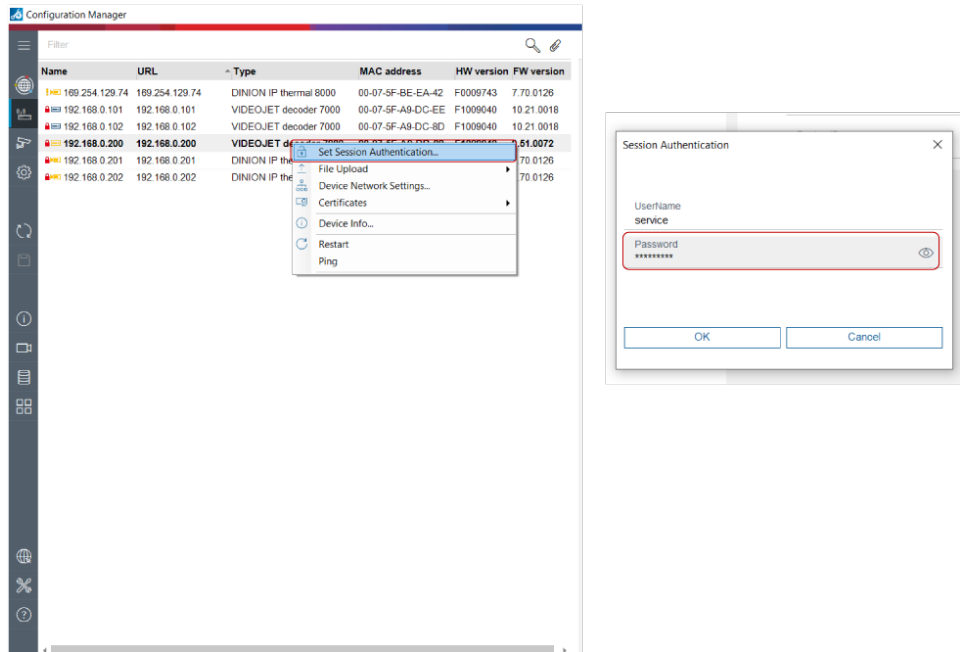 Configuration Manager
Filter
Name URL Type MAC address HW version FW version
169.254.129.74 169.254.129.74 DINION IP thermal 8000 00-07-5F-BE-EA-42 F0009743 7.70.0126
192.168.0.101 192.168.0.101 VIDEOJET decoder 7000 00-07-5F-A9-DC-EE F1009040 10.21.0018
192.168.0.102 192.168.0.102 VIDEOJET decoder 7000 00-07-5F-A9-DC-8D F1009040 10.21.0018
192.168.0.200 192.168.0.200 VIDEOJET .51.0072
192.168.0.201 192.168.0.201 DINION IP the 70.0126
192.168.0.202 192.168.0.202 DINION IP the 70.0126
Set Session Authentication...
File Upload
Device Network Settings...
Certificates
Device Info...
Restart
Ping
Session Authentication
UserName
service
Password
*********
OK Cancel